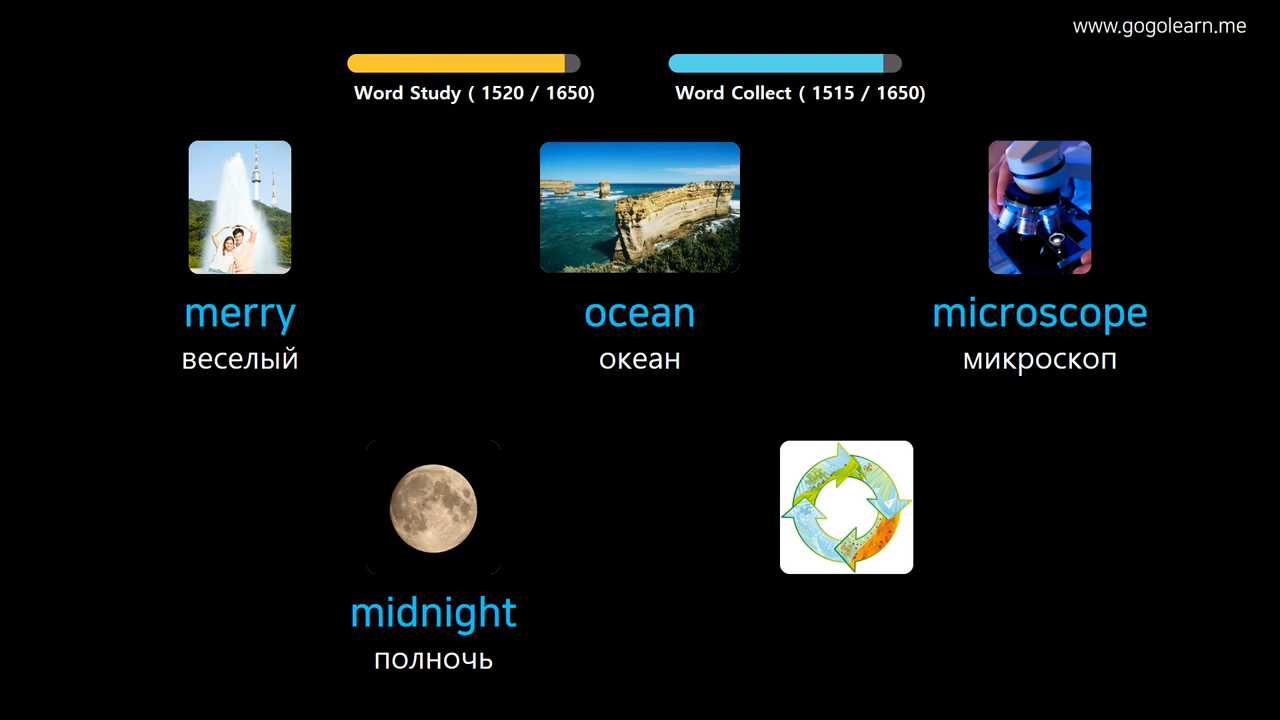 www.gogolearn.me
Word Study ( 1520 / 1650)
Word Collect ( 1515 / 1650)
merry
веселый
ocean
океан
microscope
микроскоп
midnight
полночь